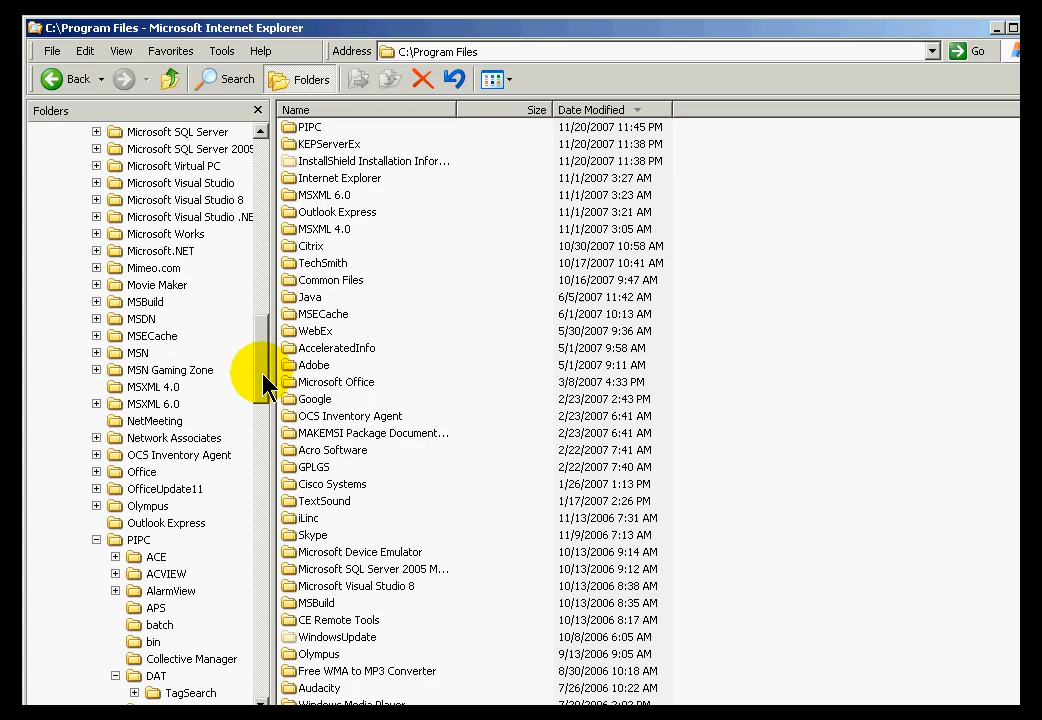 C:\Program Files - Microsoft Internet Explorer
File Edit View Favorites Tools Help Address C:\Program Files Go
Back Search Folders
Folders
Microsoft SQL Server
Microsoft SQL Server 2005
Microsoft Virtual PC
Microsoft Visual Studio
Microsoft Visual Studio 8
Microsoft Visual Studio .NE
Microsoft Works
Microsoft.NET
Mimeo.com
Movie Maker
MSBuild
MSDN
MSECache
MSN
MSN Gaming Zone
MSXML 4.0
MSXML 6.0
NetMeeting
Network Associates
OCS Inventory Agent
Office
OfficeUpdate11
Olympus
Outlook Express
PIPC
ACE
ACVIEW
AlarmView
APS
batch
bin
Collective Manager
DAT
TagSearch
Name Size Date Modified
PIPC 11/20/2007 11:45 PM
KEPServerEx 11/20/2007 11:38 PM
InstallShield Installation Infor... 11/20/2007 11:38 PM
Internet Explorer 11/1/2007 3:27 AM
MSXML 6.0 11/1/2007 3:23 AM
Outlook Express 11/1/2007 3:21 AM
MSXML 4.0 11/1/2007 3:05 AM
Citrix 10/30/2007 10:58 AM
TechSmith 10/17/2007 10:41 AM
Common Files 10/16/2007 9:47 AM
Java 6/5/2007 11:42 AM
MSECache 6/1/2007 10:13 AM
WebEx 5/30/2007 9:36 AM
AcceleratedInfo 5/1/2007 9:58 AM
Adobe 5/1/2007 9:11 AM
Microsoft Office 3/8/2007 4:33 PM
Google 2/23/2007 2:43 PM
OCS Inventory Agent 2/23/2007 6:41 AM
MAKEMSI Package Document... 2/23/2007 6:41 AM
Acro Software 2/22/2007 7:41 AM
GPLGS 2/22/2007 7:40 AM
Cisco Systems 1/26/2007 1:13 PM
TextSound 1/17/2007 2:26 PM
iLinc 11/13/2006 7:31 AM
Skype 11/9/2006 7:13 AM
Microsoft Device Emulator 10/13/2006 9:14 AM
Microsoft SQL Server 2005 M... 10/13/2006 9:12 AM
Microsoft Visual Studio 8 10/13/2006 8:38 AM
MSBuild 10/13/2006 8:35 AM
CE Remote Tools 10/13/2006 8:17 AM
WindowsUpdate 10/8/2006 6:05 AM
Olympus 9/13/2006 9:05 AM
Free WMA to MP3 Converter 8/30/2006 10:18 AM
Audacity 7/26/2006 10:22 AM
Windows Media Player